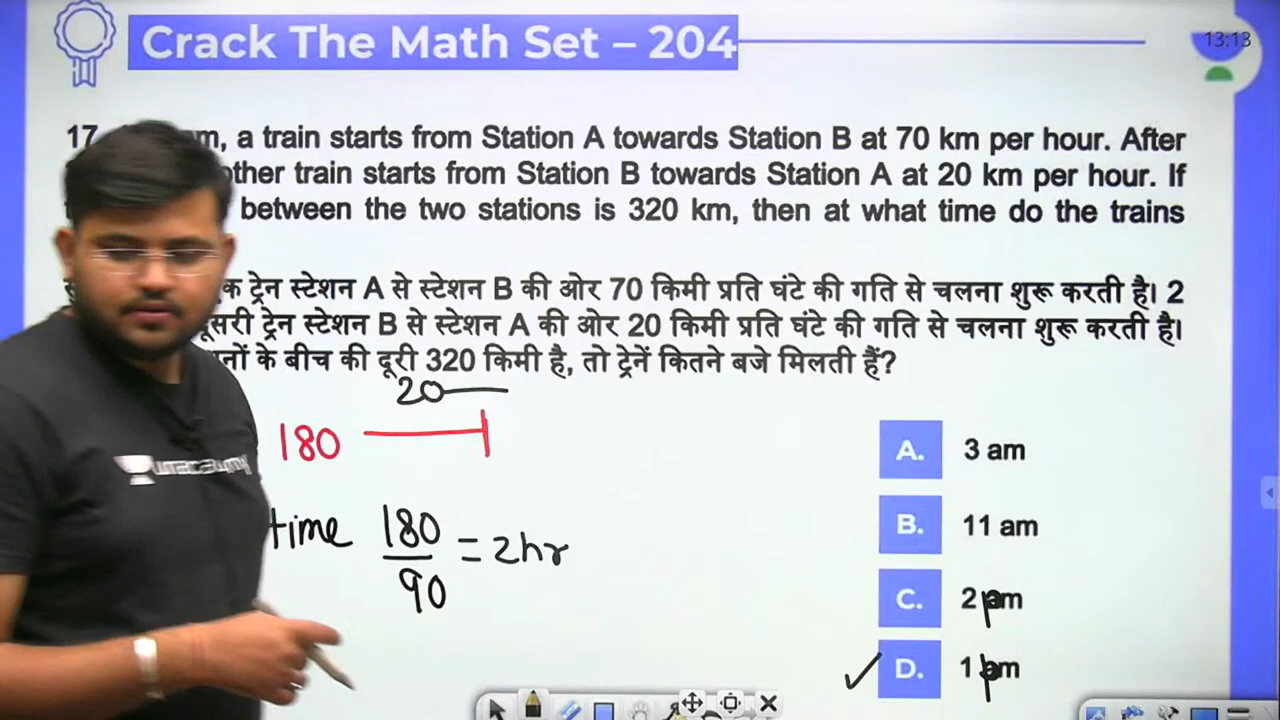 Crack The Math Set – 204
13:13
17 m, a train starts from Station A towards Station B at 70 km per hour. After
other train starts from Station B towards Station A at 20 km per hour. If
between the two stations is 320 km, then at what time do the trains
ट्रेन स्टेशन A से स्टेशन B की ओर 70 किमी प्रति घंटे की गति से चलना शुरू करती है। 2
दूसरी ट्रेन स्टेशन B से स्टेशन A की ओर 20 किमी प्रति घंटे की गति से चलना शुरू करती है।
के बीच की दूरी 320 किमी है, तो ट्रेनें कितने बजे मिलती हैं?
20
180
time 180/90 = 2hr
unacademy
A. 3 am
B. 11 am
C. 2 pm
D. 1 pm